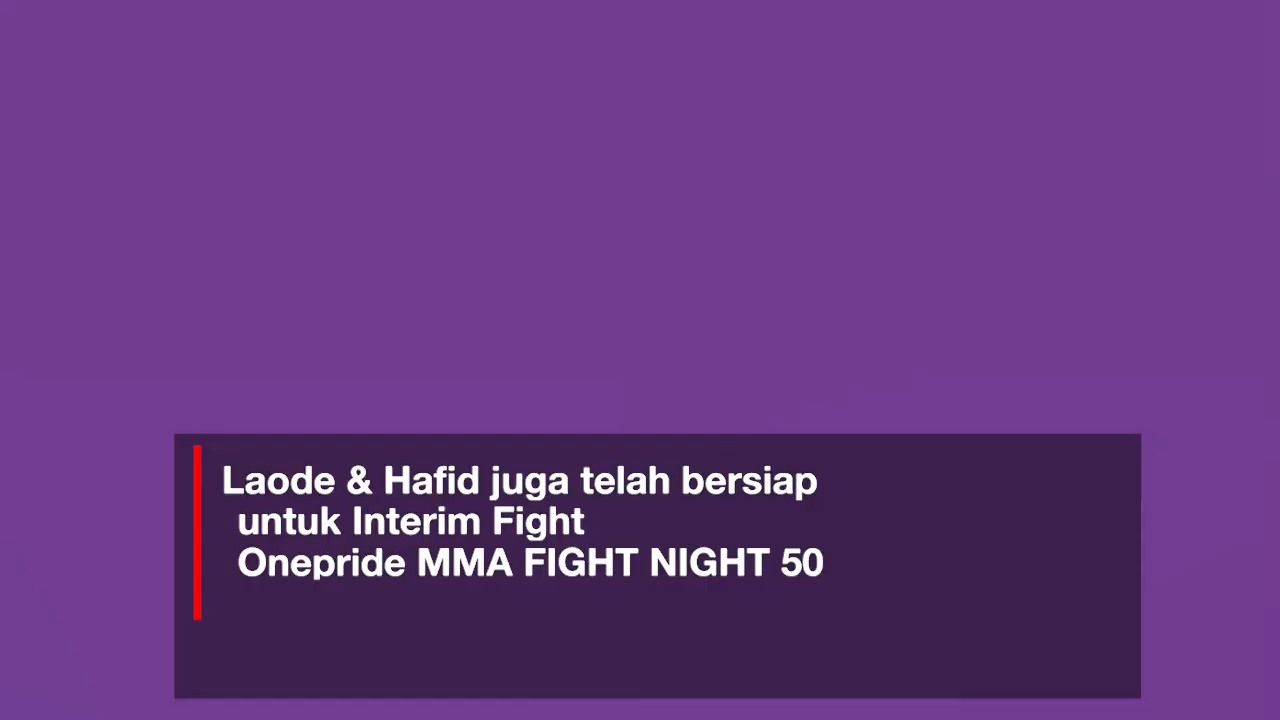 Laode & Hafid juga telah bersiap
untuk Interim Fight
Onepride MMA FIGHT NIGHT 50